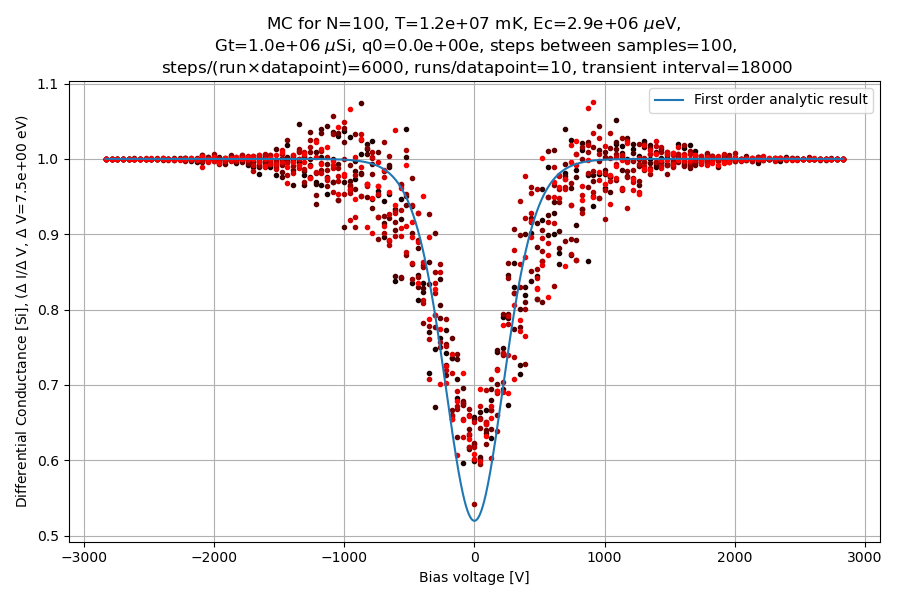 MC for N=100, T=1.2e+07 mK, Ec=2.9e+06 μeV,
Gt=1.0e+06 μSi, q0=0.0e+00e, steps between samples=100,
steps/(run×datapoint)=6000, runs/datapoint=10, transient interval=18000
First order analytic result
1.1
1.0
0.9
0.8
0.7
0.6
0.5
Differential Conductance [Si], (Δ I/Δ V, Δ V=7.5e+00 eV)
−3000 −2000 −1000 0 1000 2000 3000
Bias voltage [V]